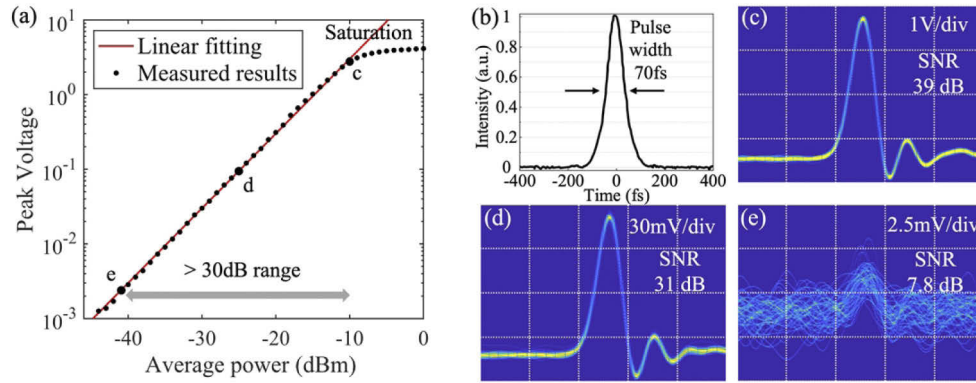 (a)
Linear fitting
Measured results
Saturation
c
d
e
> 30dB range
10^1
10^0
10^-1
10^-2
10^-3
Peak Voltage
-40
-30
-20
-10
0
Average power (dBm)
(b)
Pulse
width
70fs
1
0.8
0.6
0.4
0.2
0
Intensity (a.u.)
-400
-200
0
200
400
Time (fs)
(c)
1V/div
SNR
39 dB
(d)
30mV/div
SNR
31 dB
(e)
2.5mV/div
SNR
7.8 dB